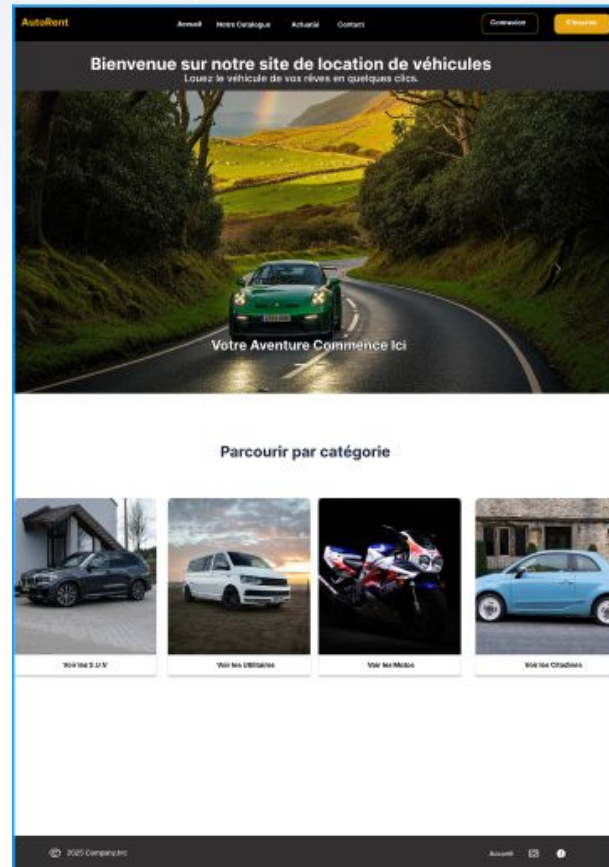 AutoRent
Accueil Notre Catalogue Actualié Contact
Connexion
S'inscrire
Bienvenue sur notre site de location de véhicules
Louez le véhicule de vos rêves en quelques clics.
Votre Aventure Commence Ici
Parcourir par catégorie
Voir les S.U.V
Voir les Utilitaires
Voir les Motos
Voir les Citadines
© 2025 Company,Inc
Accueil